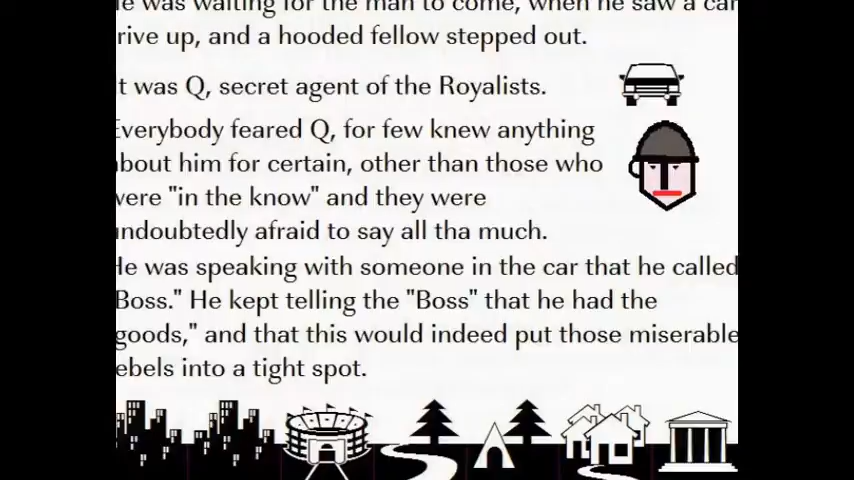 He was waiting for the man to come, when he saw a car
rive up, and a hooded fellow stepped out.
t was Q, secret agent of the Royalists.
Everybody feared Q, for few knew anything
about him for certain, other than those who
were "in the know" and they were
undoubtedly afraid to say all tha much.
He was speaking with someone in the car that he called
Boss." He kept telling the "Boss" that he had the
goods," and that this would indeed put those miserable
ebels into a tight spot.